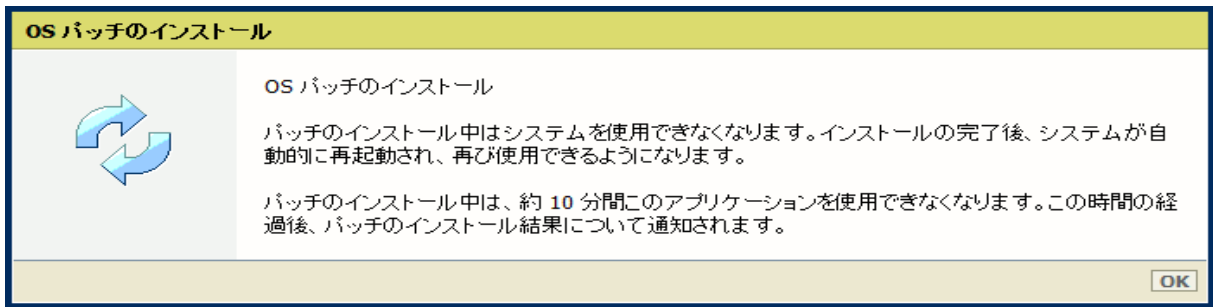 OS パッチのインストール
OS パッチのインストール
パッチのインストール中はシステムを使用できなくなります。インストールの完了後、システムが自
動的に再起動され、再び使用できるようになります。
パッチのインストール中は、約 10 分間このアプリケーションを使用できなくなります。この時間の経
過後、パッチのインストール結果について通知されます。
OK